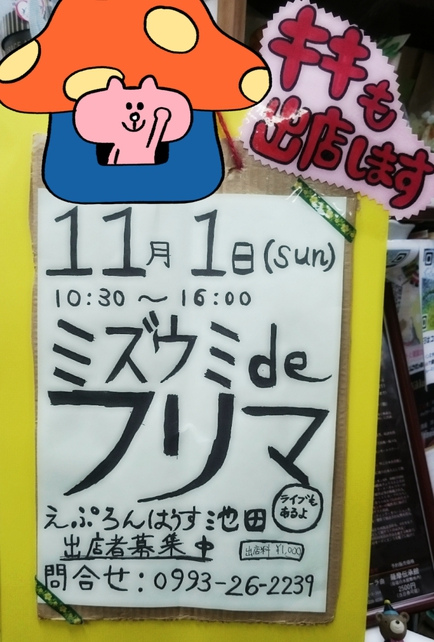 キキも
出店します
11月1日(sun)
10:30～16:00
ミズウミde
フリマ
ライブも
あるよ
えぷろんはうす池田
出店者募集中
出店料 ¥1,000
問合せ:0993-26-2239